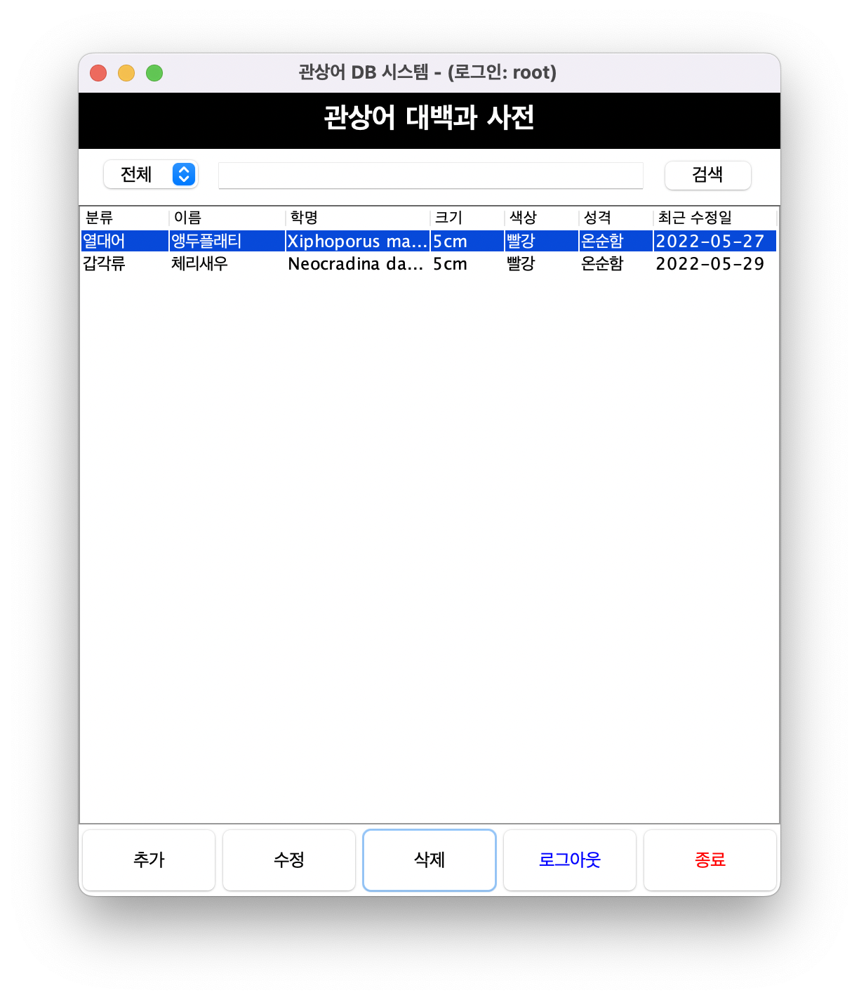 관상어 DB 시스템 - (로그인: root)
관상어 대백과 사전
전체 검색
분류 이름 학명 크기 색상 성격 최근 수정일
열대어 앵두플래티 Xiphoporus ma... 5cm 빨강 온순함 2022-05-27
갑각류 체리새우 Neocradina da... 5cm 빨강 온순함 2022-05-29
추가 수정 삭제 로그아웃 종료